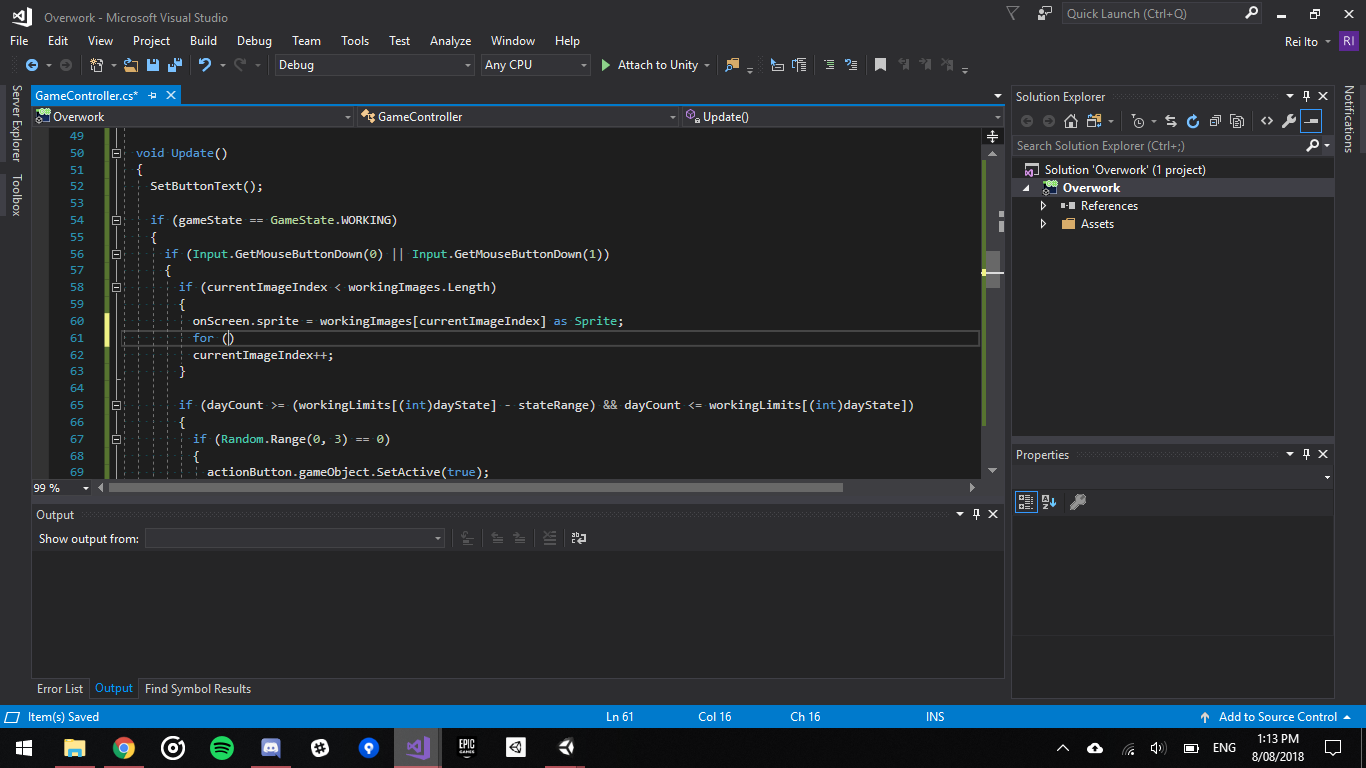 Overwork - Microsoft Visual Studio
Quick Launch (Ctrl+Q)
File Edit View Project Build Debug Team Tools Test Analyze Window Help
Rei Ito RI
Debug Any CPU Attach to Unity
Server Explorer
Toolbox
Notifications
GameController.cs*
Overwork GameController Update()
49
50 void Update()
51 {
52 SetButtonText();
53
54 if (gameState == GameState.WORKING)
55 {
56 if (Input.GetMouseButtonDown(0) || Input.GetMouseButtonDown(1))
57 {
58 if (currentImageIndex < workingImages.Length)
59 {
60 onScreen.sprite = workingImages[currentImageIndex] as Sprite;
61 for ()
62 currentImageIndex++;
63 }
64
65 if (dayCount >= (workingLimits[(int)dayState] - stateRange) && dayCount <= workingLimits[(int)dayState])
66 {
67 if (Random.Range(0, 3) == 0)
68 {
69 actionButton.gameObject.SetActive(true);
99 %
Output
Show output from:
Error List Output Find Symbol Results
Solution Explorer
Search Solution Explorer (Ctrl+;)
Solution 'Overwork' (1 project)
Overwork
References
Assets
Properties
Item(s) Saved Ln 61 Col 16 Ch 16 INS Add to Source Control
EPIC GAMES
ENG
1:13 PM
8/08/2018